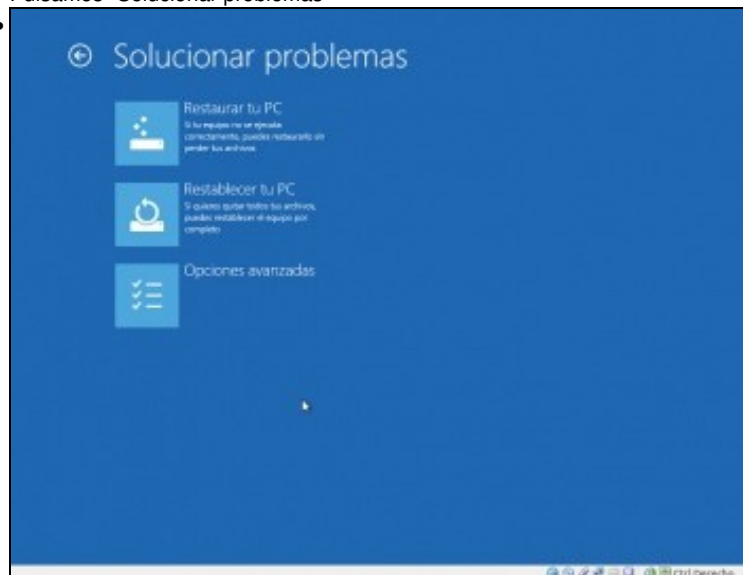 Pulsamos "Solucionar problemas"
Solucionar problemas
Restaurar tu PC
Si tu equipo no se ejecuta
correctamente, puedes restaurarlo sin
perder tus archivos
Restablecer tu PC
Si quieres quitar todos tus archivos,
puedes restablecer el equipo por
completo
Opciones avanzadas
Ctrl Derecho